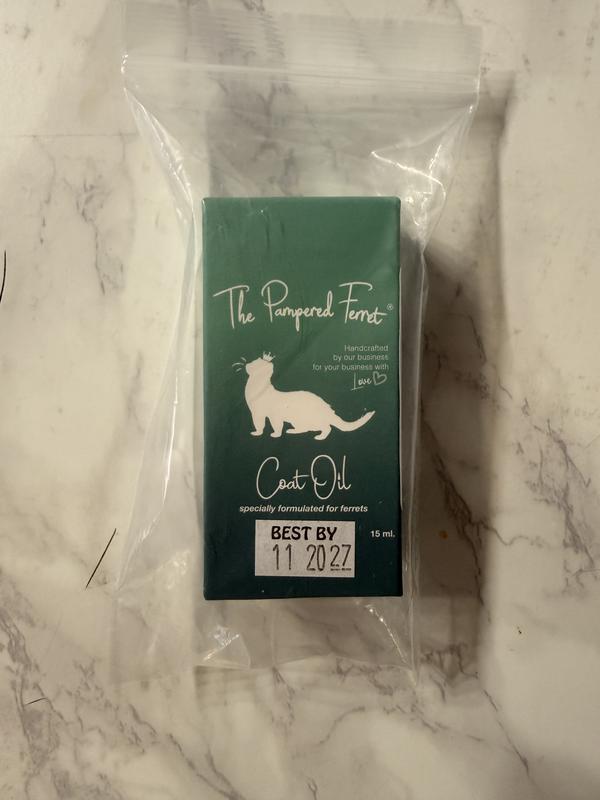 The Pampered Ferret®
Handcrafted
by our business
for your business with
Love
Coat Oil
specially formulated for ferrets
BEST BY
11 2027
15 ml.